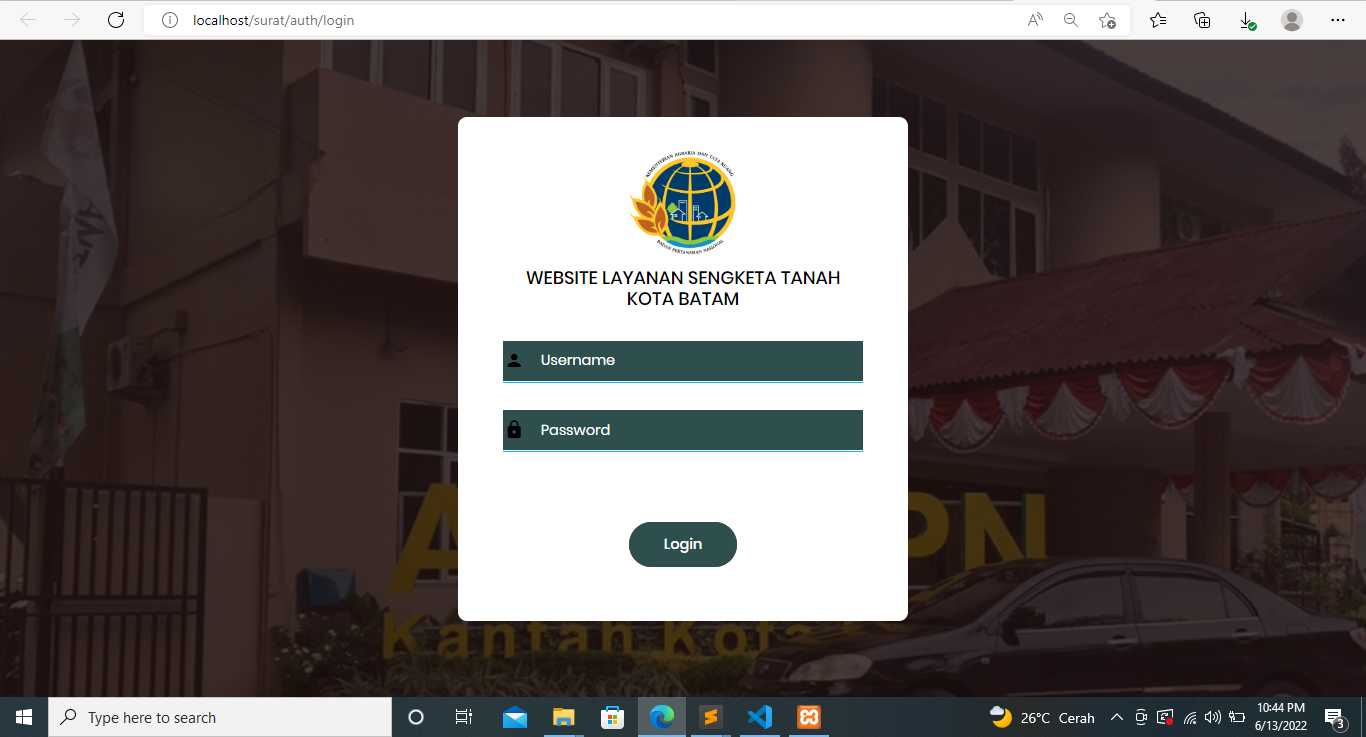 localhost/surat/auth/login
KEMENTERIAN AGRARIA DAN TATA RUANG
BADAN PERTANAHAN NASIONAL
WEBSITE LAYANAN SENGKETA TANAH
KOTA BATAM
Username
Password
Login
PN
Kantah Kota
Type here to search
26°C Cerah
10:44 PM
6/13/2022
3